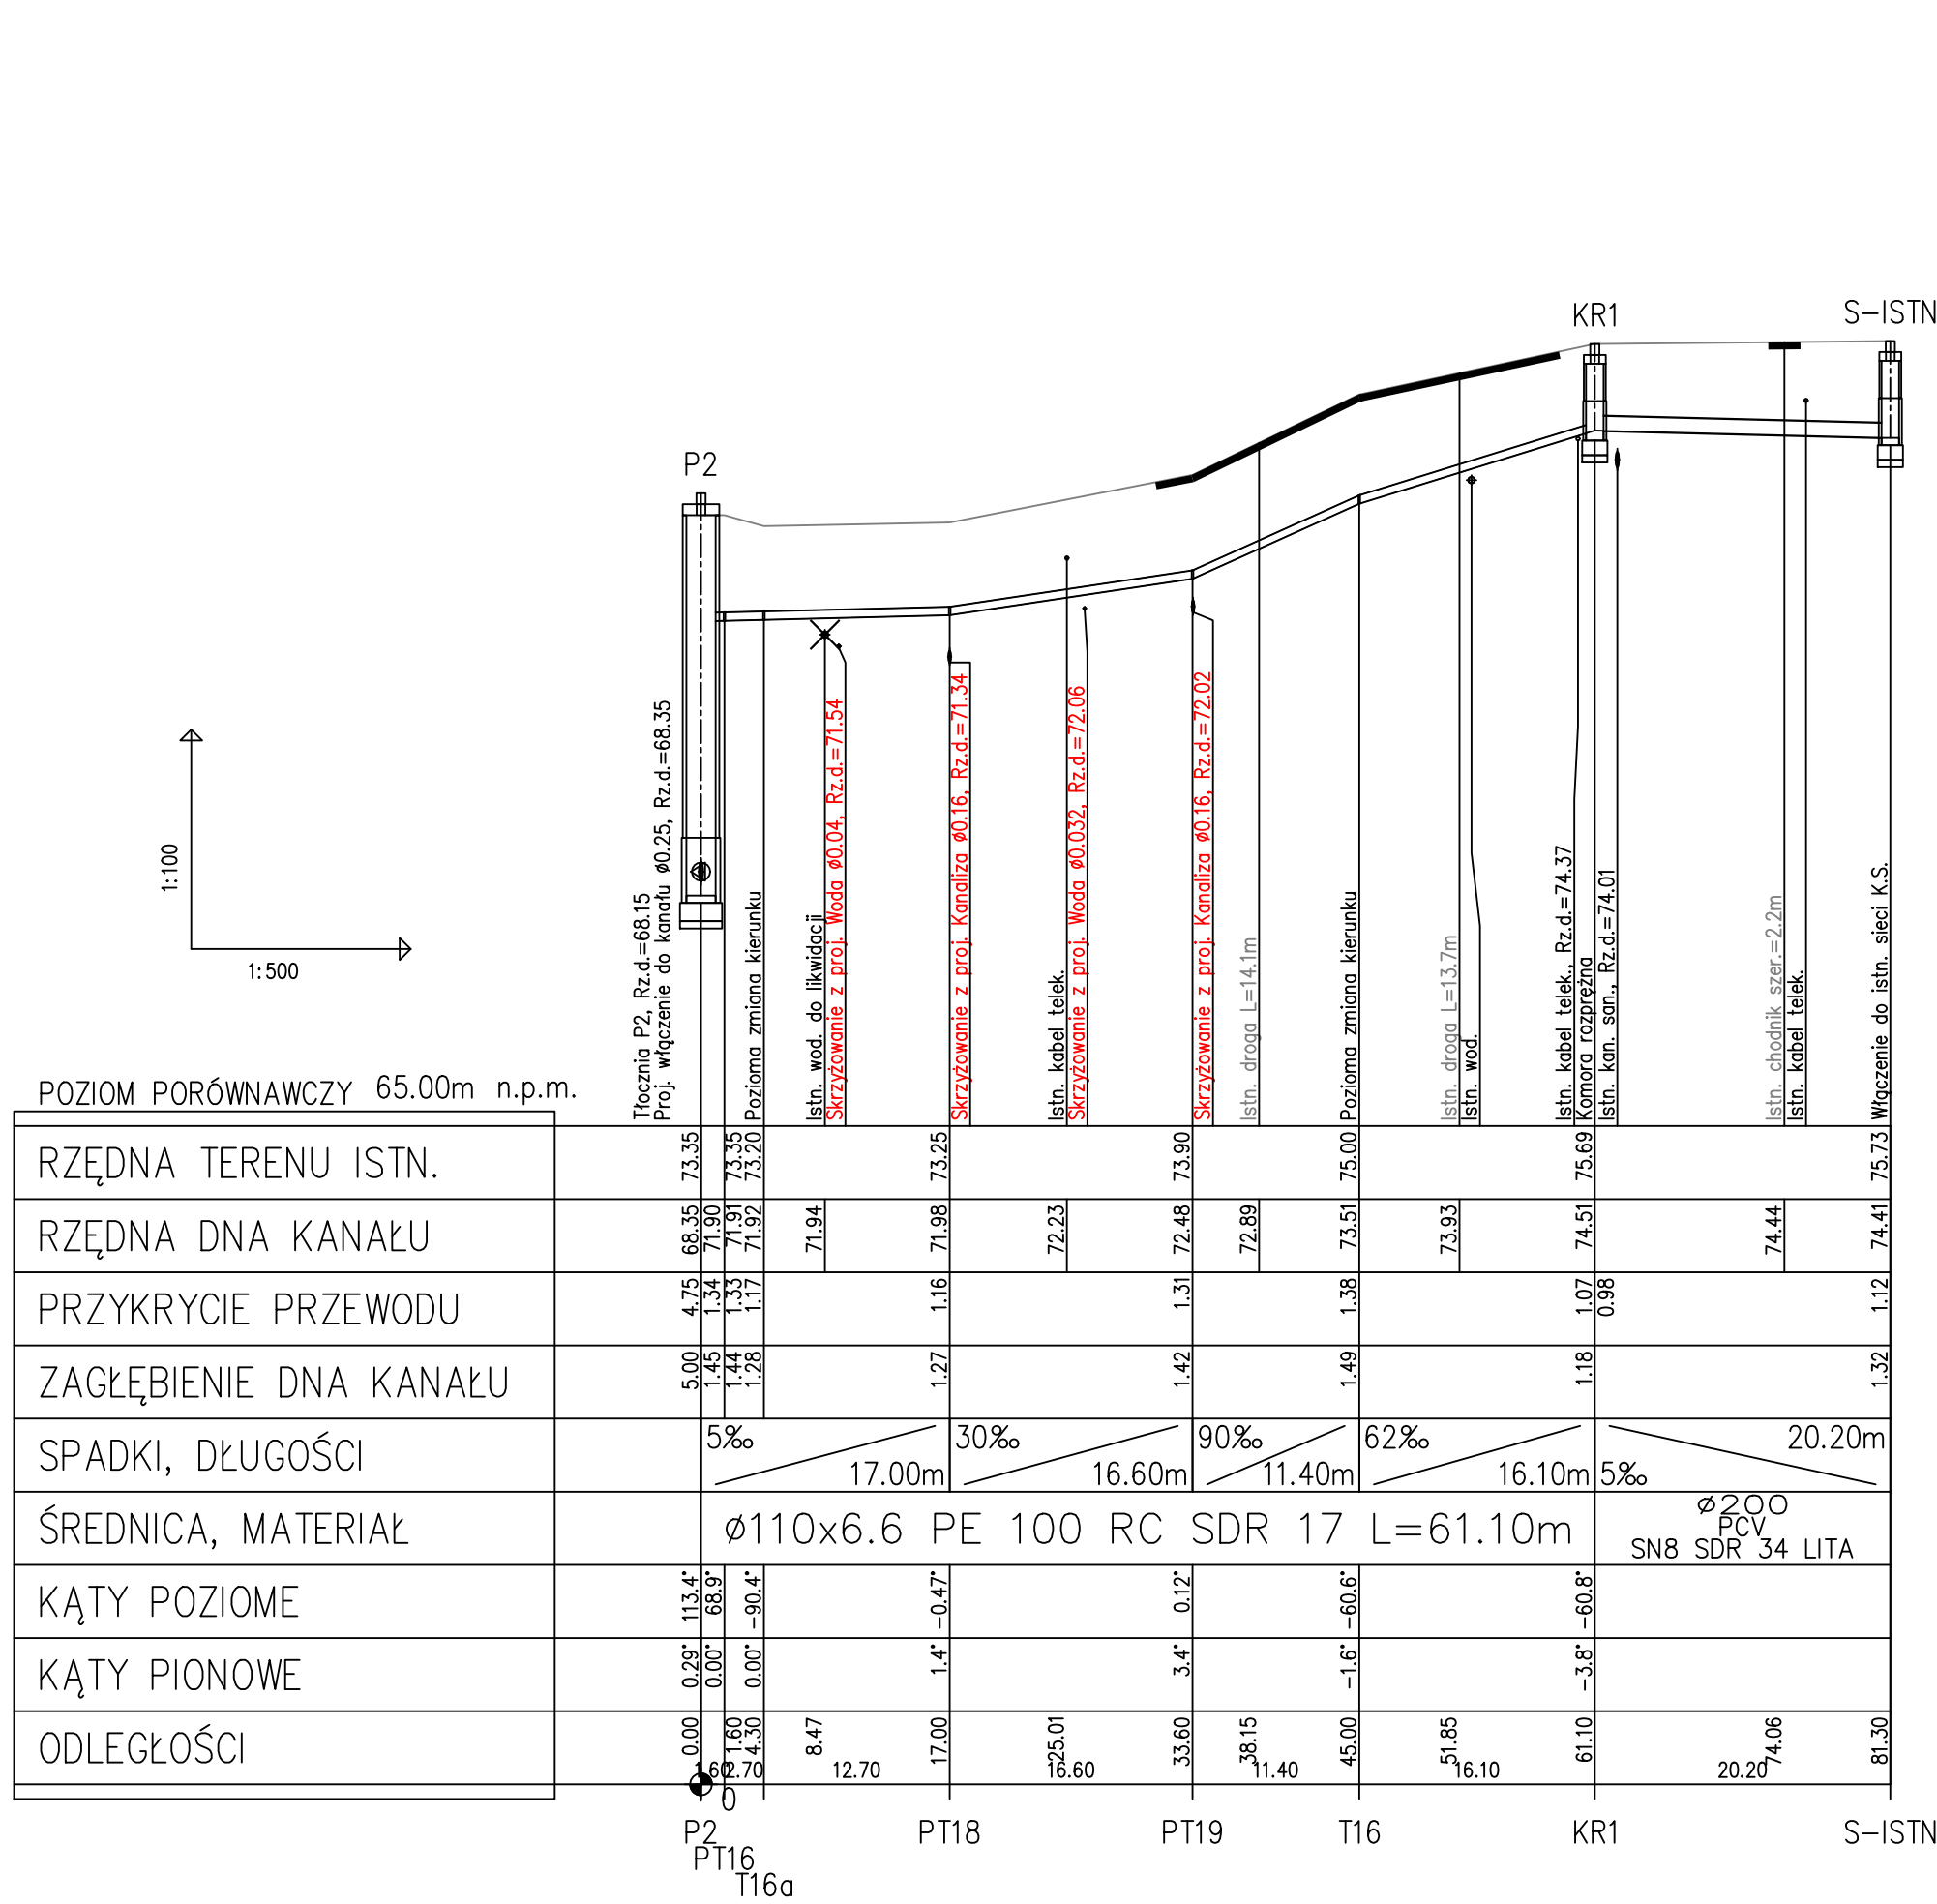 KR1
S-ISTN
P2
1:100
1:500
Tłocznia P2, Rz.d.=68.15
Proj. włączenie do kanału ø0.25, Rz.d.=68.35
Pozioma zmiana kierunku
Istn. wod. do likwidacji
Skrzyżowanie z proj. Woda ø0.04, Rz.d.=71.54
Skrzyżowanie z proj. Kanaliza ø0.16, Rz.d.=71.34
Istn. kabel telek.
Skrzyżowanie z proj. Woda ø0.032, Rz.d.=72.06
Skrzyżowanie z proj. Kanaliza ø0.16, Rz.d.=72.02
Istn. droga L=14.1m
Pozioma zmiana kierunku
Istn. droga L=13.7m
Istn. wod.
Istn. kabel telek., Rz.d.=74.37
Komora rozprężna
Istn. kan. san., Rz.d.=74.01
Istn. chodnik szer.=2.2m
Istn. kabel telek.
Włączenie do istn. sieci K.S.
POZIOM PORÓWNAWCZY 65.00m n.p.m.
RZĘDNA TERENU ISTN. 73.35 73.35 73.20 73.25 73.90 75.00 75.69 75.73
RZĘDNA DNA KANAŁU 68.35 71.90 71.91 71.92 71.94 71.98 72.23 72.48 72.89 73.51 73.93 74.51 74.44 74.41
PRZYKRYCIE PRZEWODU 4.75 1.34 1.33 1.17 1.16 1.31 1.38 1.07 0.98 1.12
ZAGŁĘBIENIE DNA KANAŁU 5.00 1.45 1.44 1.28 1.27 1.42 1.49 1.18 1.32
SPADKI, DŁUGOŚCI 5‰ 17.00m 30‰ 16.60m 90‰ 11.40m 62‰ 16.10m 5‰ 20.20m
ŚREDNICA, MATERIAŁ ø110x6.6 PE 100 RC SDR 17 L=61.10m
ø200
PCV
SN8 SDR 34 LITA
KĄTY POZIOME 113.4° 68.9° -90.4° -0.47° 0.12° -60.6° -60.8°
KĄTY PIONOWE 0.29° 0.00° 0.00° 1.4° 3.4° -1.6° -3.8°
ODLEGŁOŚCI 0.00 1.60 4.30 8.47 17.00 25.01 33.60 38.15 45.00 51.85 61.10 74.06 81.30
1.60 2.70 12.70 16.60 11.40 16.10 20.20
0
P2 PT18 PT19 T16 KR1 S-ISTN
PT16
T16a